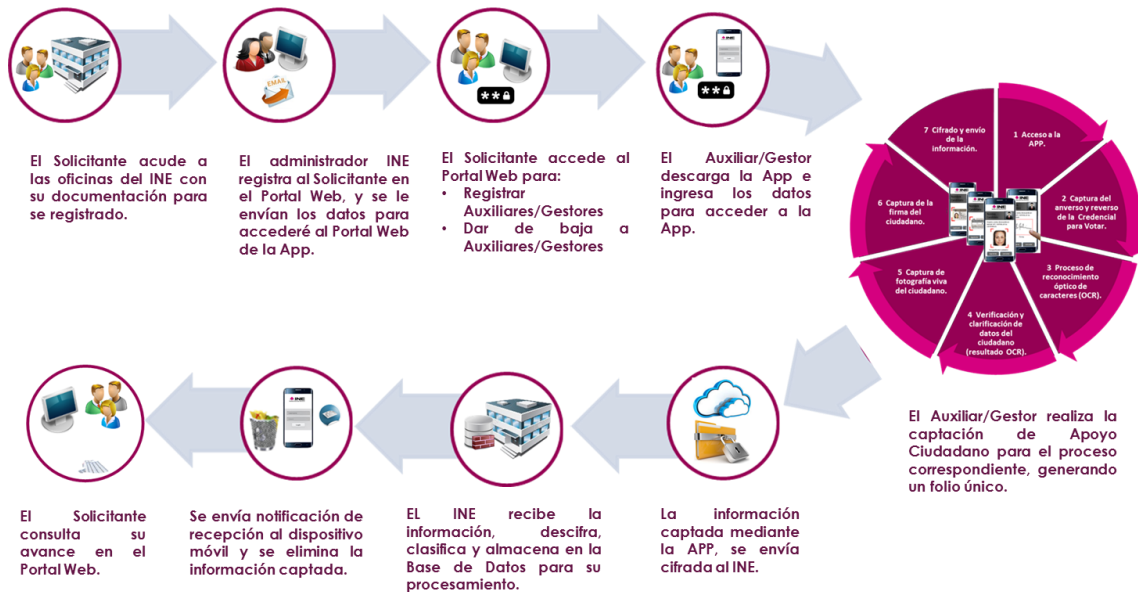 El Solicitante acude a
las oficinas del INE con
su documentación para
se registrado.
EMAIL
El administrador INE
registra al Solicitante en
el Portal Web, y se le
envían los datos para
accederé al Portal Web
de la App.
**
El Solicitante accede al
Portal Web para:
• Registrar
Auxiliares/Gestores
• Dar de baja a
Auxiliares/Gestores
INE
**
El Auxiliar/Gestor
descarga la App e
ingresa los datos
para acceder a la
App.
1 Acceso a la
APP.
2 Captura del
anverso y reverso
de la Credencial
para Votar.
3 Proceso de
reconocimiento
óptico de
caracteres (OCR).
4 Verificación y
clarificación de
datos del
ciudadano
(resultado OCR).
5 Captura de
fotografía viva
del ciudadano.
6 Captura de la
firma del
ciudadano.
7 Cifrado y envío
de la
información.
El Auxiliar/Gestor realiza la
captación de Apoyo
Ciudadano para el proceso
correspondiente, generando
un folio único.
La información
captada mediante
la APP, se envía
cifrada al INE.
EL INE recibe la
información, descifra,
clasifica y almacena en la
Base de Datos para su
procesamiento.
INE
Se envía notificación de
recepción al dispositivo
móvil y se elimina la
información captada.
El Solicitante
consulta su
avance en el
Portal Web.